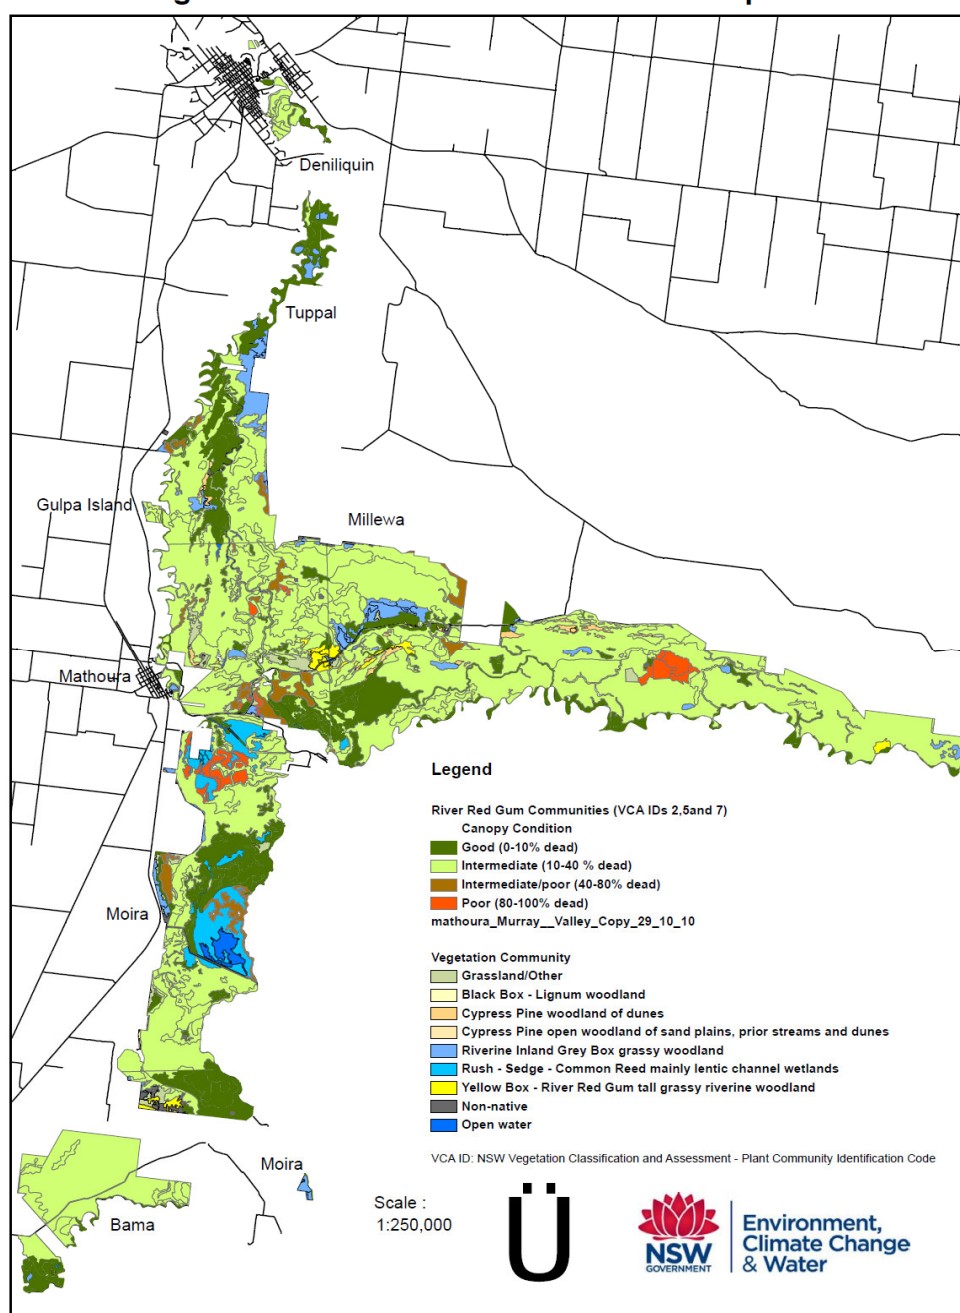 Deniliquin
Tuppal
Gulpa Island
Millewa
Mathoura
Moira
Legend
River Red Gum Communities (VCA IDs 2,5and 7)
Canopy Condition
Good (0-10% dead)
Intermediate (10-40 % dead)
Intermediate/poor (40-80% dead)
Poor (80-100% dead)
mathoura_Murray__Valley_Copy_29_10_10
Vegetation Community
Grassland/Other
Black Box - Lignum woodland
Cypress Pine woodland of dunes
Cypress Pine open woodland of sand plains, prior streams and dunes
Riverine Inland Grey Box grassy woodland
Rush - Sedge - Common Reed mainly lentic channel wetlands
Yellow Box - River Red Gum tall grassy riverine woodland
Non-native
Open water
VCA ID: NSW Vegetation Classification and Assessment - Plant Community Identification Code
Moira
Bama
Scale :
1:250,000
Ü
NSW
GOVERNMENT
Environment,
Climate Change
& Water